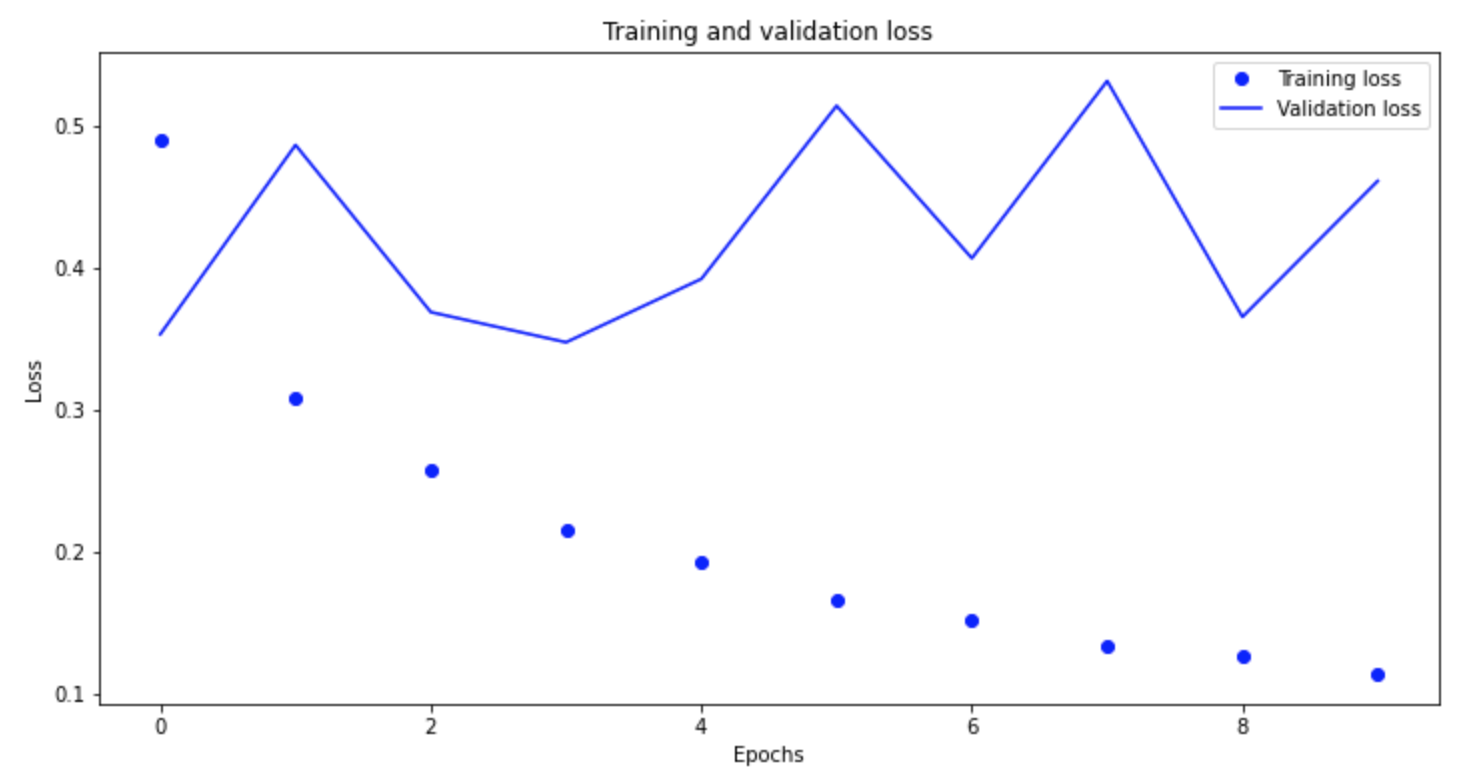 Training and validation loss
Training loss
Validation loss
0.5
0.4
0.3
0.2
0.1
Loss
0 2 4 6 8
Epochs